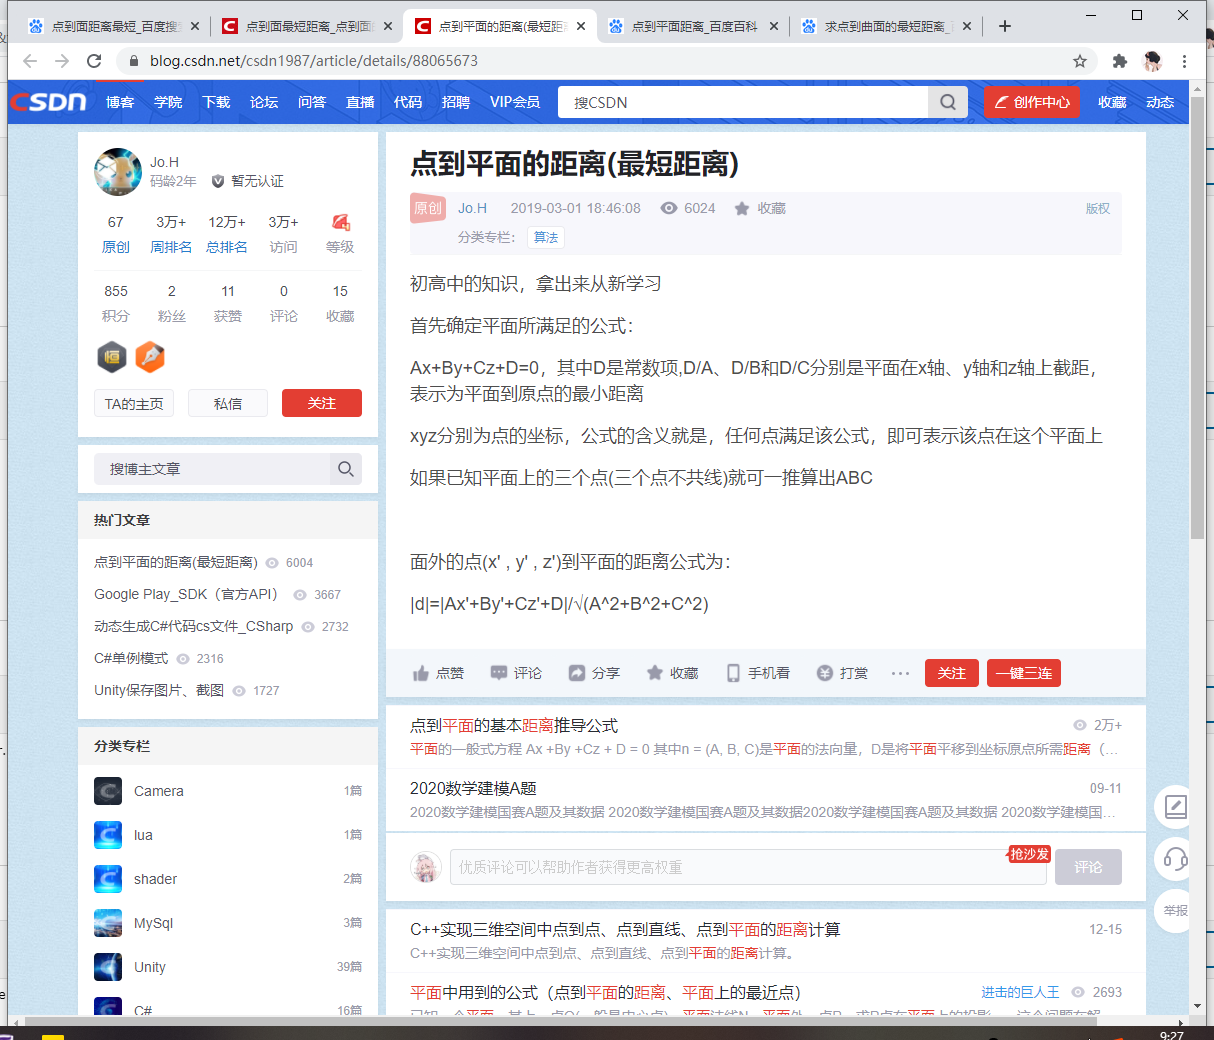 点到面距离最短_百度搜
点到面最短距离_点到面
点到平面的距离(最短距
点到平面距离_百度百科
求点到曲面的最短距离_
blog.csdn.net/csdn1987/article/details/88065673
CSDN 博客 学院 下载 论坛 问答 直播 代码 招聘 VIP会员 搜CSDN 创作中心 收藏 动态
Jo.H
码龄2年 暂无认证
67 3万+ 12万+ 3万+
原创 周排名 总排名 访问 等级
855 2 11 0 15
积分 粉丝 获赞 评论 收藏
恒
TA的主页 私信 关注
搜博主文章
热门文章
点到平面的距离(最短距离) 6004
Google Play_SDK（官方API） 3667
动态生成C#代码cs文件_CSharp 2732
C#单例模式 2316
Unity保存图片、截图 1727
分类专栏
Camera 1篇
lua 1篇
shader 2篇
MySql 3篇
Unity 39篇
C# 16篇
点到平面的距离(最短距离)
原创 Jo.H 2019-03-01 18:46:08 6024 收藏 版权
分类专栏： 算法
初高中的知识，拿出来从新学习
首先确定平面所满足的公式：
Ax+By+Cz+D=0，其中D是常数项,D/A、D/B和D/C分别是平面在x轴、y轴和z轴上截距，
表示为平面到原点的最小距离
xyz分别为点的坐标，公式的含义就是，任何点满足该公式，即可表示该点在这个平面上
如果已知平面上的三个点(三个点不共线)就可一推算出ABC
面外的点(x' , y' , z')到平面的距离公式为：
|d|=|Ax'+By'+Cz'+D|/√(A^2+B^2+C^2)
点赞 评论 分享 收藏 手机看 打赏 ··· 关注 一键三连
点到平面的基本距离推导公式 2万+
平面的一般式方程 Ax +By +Cz + D = 0 其中n = (A, B, C)是平面的法向量，D是将平面平移到坐标原点所需距离（...
2020数学建模A题 09-11
2020数学建模国赛A题及其数据 2020数学建模国赛A题及其数据2020数学建模国赛A题及其数据 2020数学建模国...
抢沙发
优质评论可以帮助作者获得更高权重 评论
C++实现三维空间中点到点、点到直线、点到平面的距离计算 12-15
C++实现三维空间中点到点、点到直线、点到平面的距离计算。
平面中用到的公式（点到平面的距离、平面上的最近点） 进击的巨人王 2693
举报
9:27